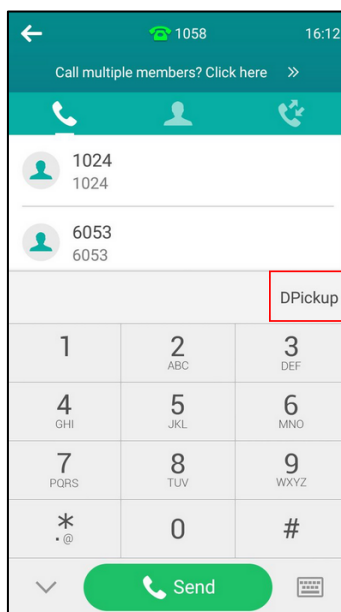 1058
16:12
Call multiple members? Click here »
1024
1024
6053
6053
DPickup
1 2 3
ABC DEF
4 5 6
GHI JKL MNO
7 8 9
PQRS TUV WXYZ
* 0 #
. @
Send